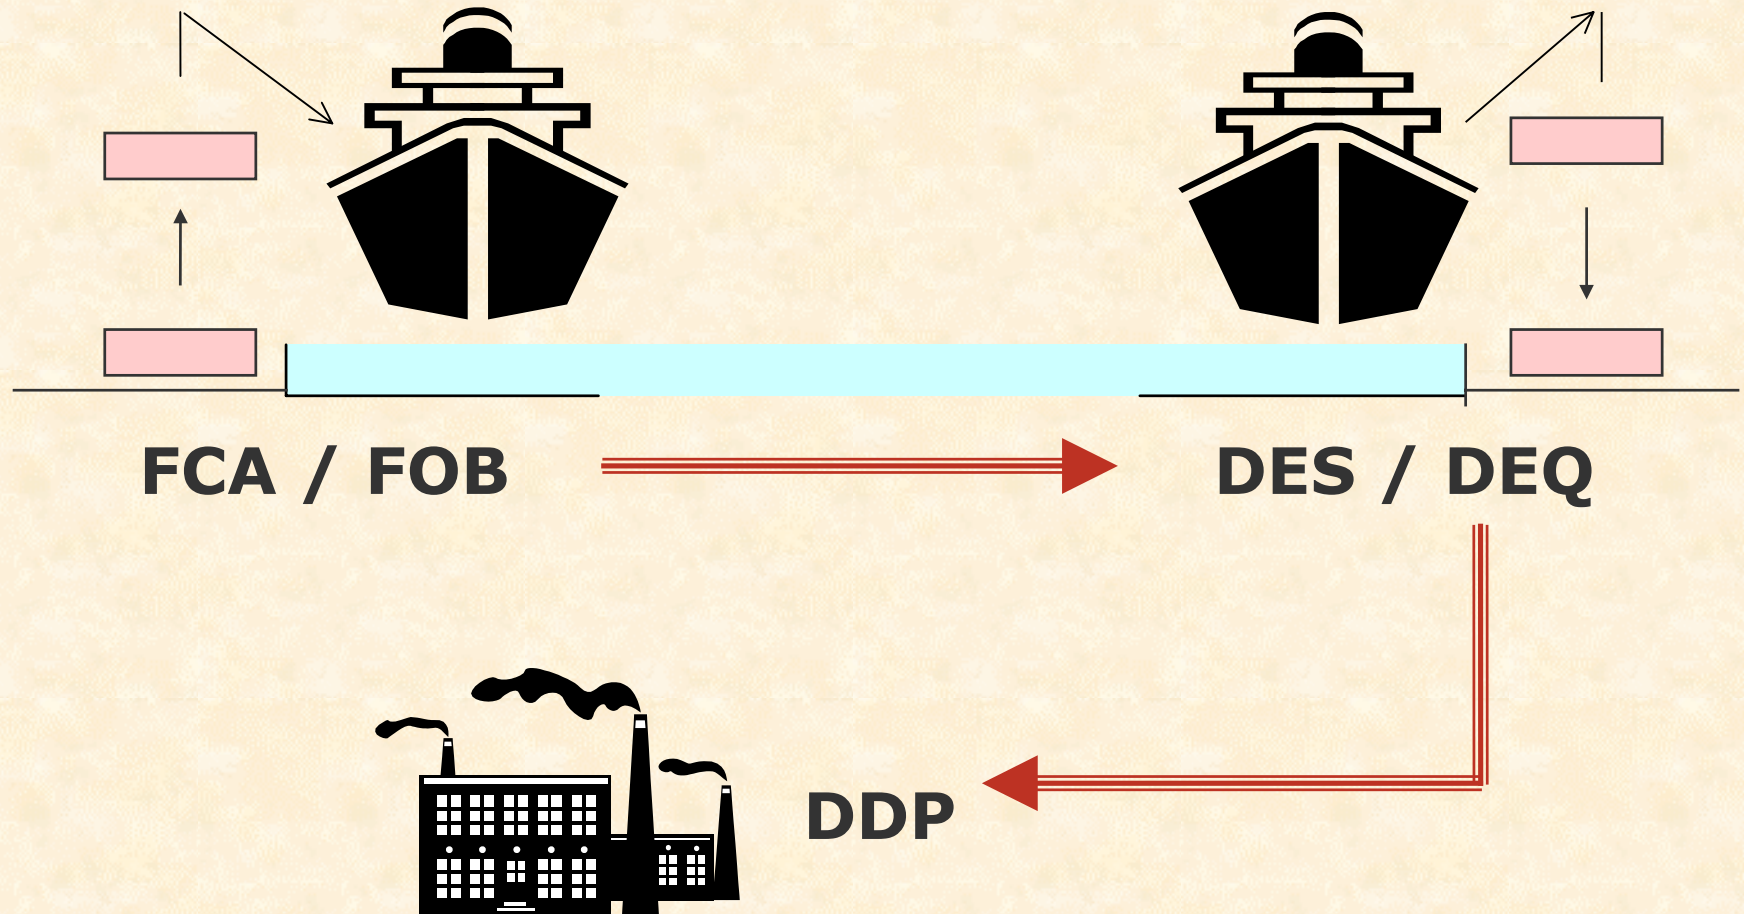 FCA / FOB
DES / DEQ
DDP